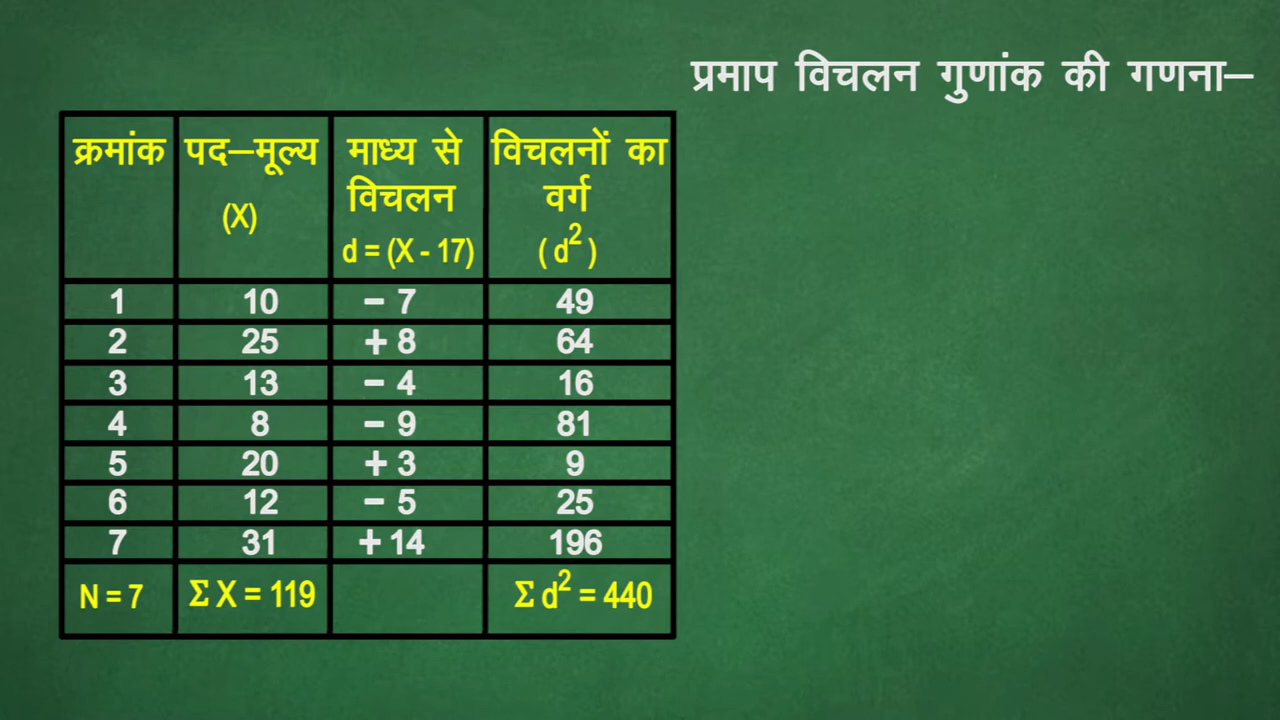 प्रमाप विचलन गुणांक की गणना–
क्रमांक पद–मूल्य (X) माध्य से विचलन d = (X - 17) विचलनों का वर्ग ( d² )
1 10 – 7 49
2 25 + 8 64
3 13 – 4 16
4 8 – 9 81
5 20 + 3 9
6 12 – 5 25
7 31 + 14 196
N = 7 Σ X = 119 Σ d² = 440